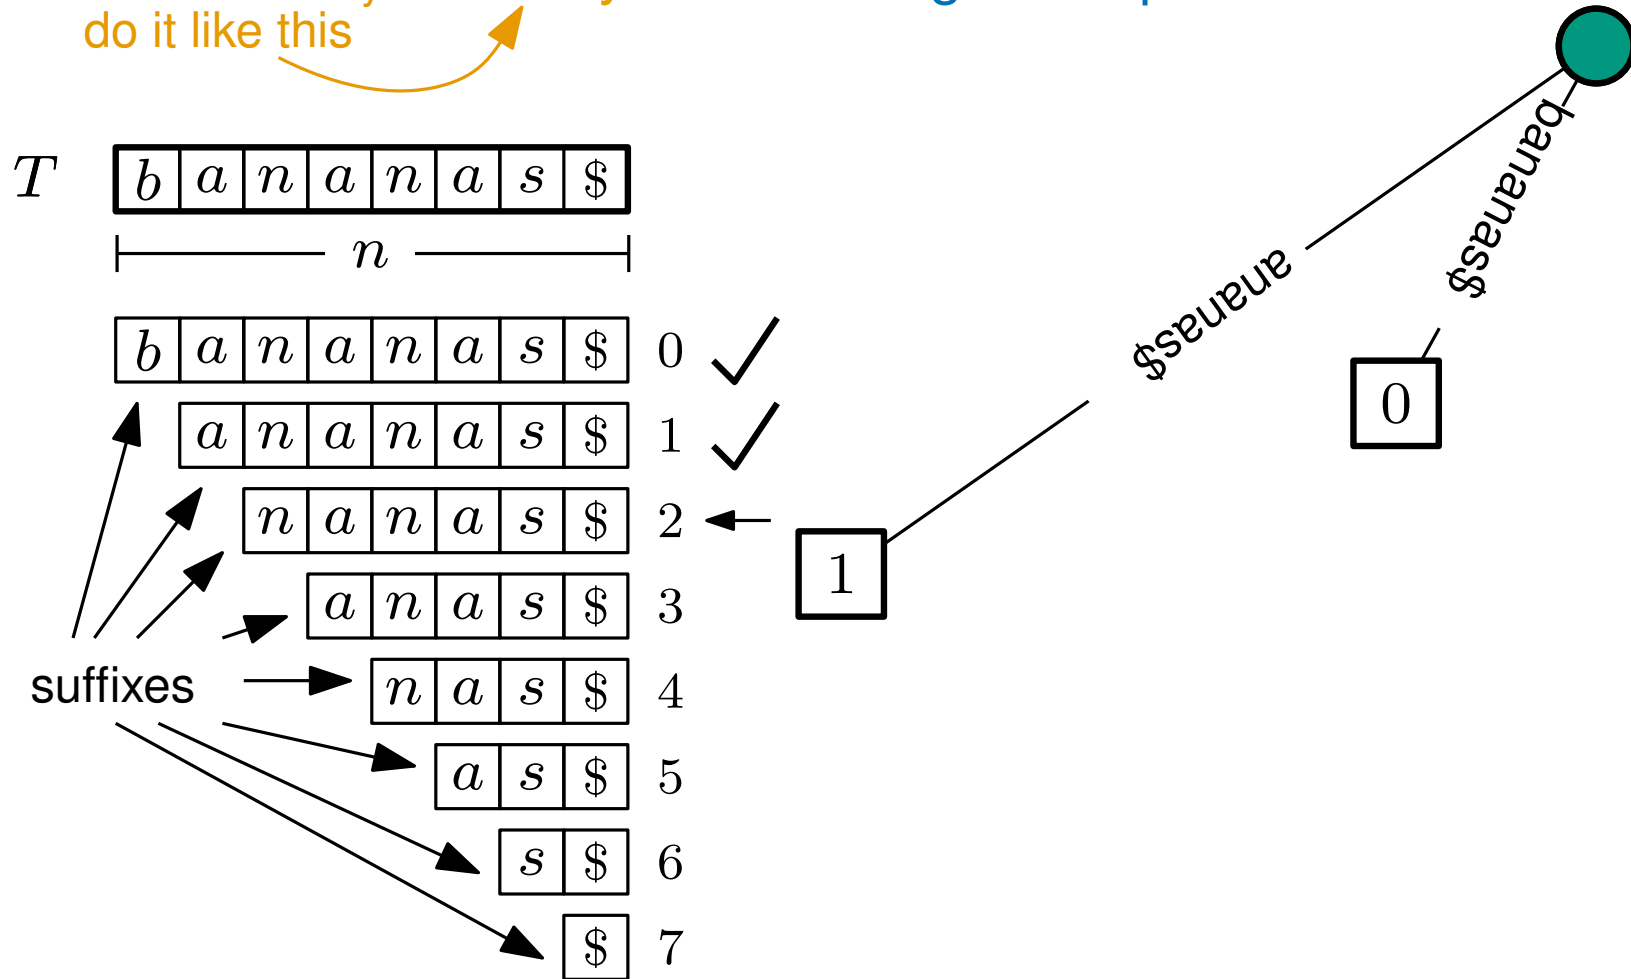 do it like this
T b a n a n a s $
n
b a n a n a s $ 0
a n a n a s $ 1
n a n a s $ 2
a n a s $ 3
n a s $ 4
a s $ 5
s $ 6
$ 7
suffixes
bananas$
ananas$
0
1